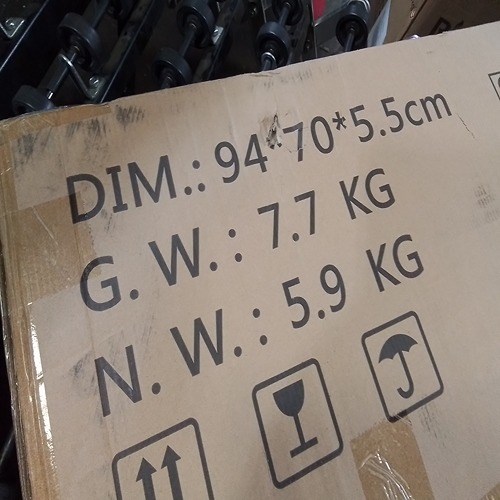 DIM.: 94*70*5.5cm
G. W.: 7.7 KG
N. W.: 5.9 KG